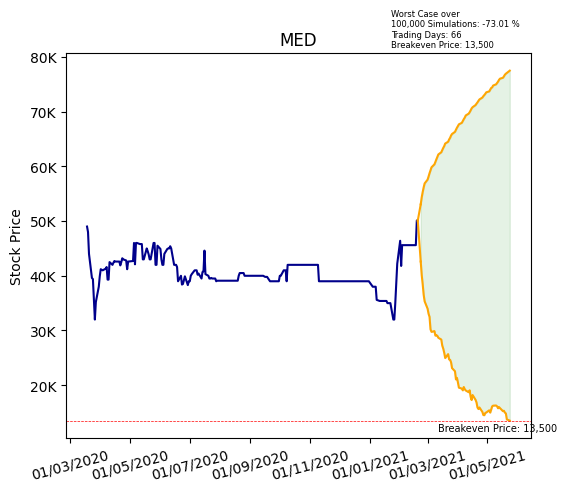 Worst Case over
100,000 Simulations: -73.01 %
Trading Days: 66
Breakeven Price: 13,500
MED
80K
70K
60K
50K
40K
30K
20K
Stock Price
Breakeven Price: 13,500
01/03/2020 01/05/2020 01/07/2020 01/09/2020 01/11/2020 01/01/2021 01/03/2021 01/05/2021